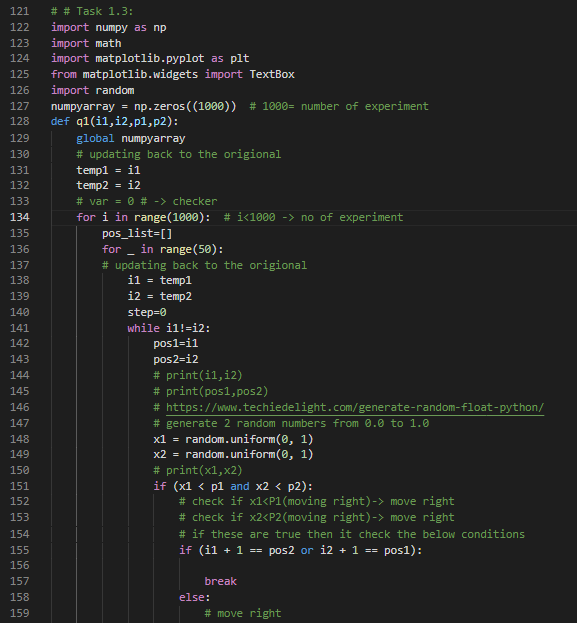 121 # # Task 1.3:
122 import numpy as np
123 import math
124 import matplotlib.pyplot as plt
125 from matplotlib.widgets import TextBox
126 import random
127 numpyarray = np.zeros((1000))  # 1000= number of experiment
128 def q1(i1,i2,p1,p2):
129     global numpyarray
130     # updating back to the origional
131     temp1 = i1
132     temp2 = i2
133     # var = 0 # -> checker
134     for i in range(1000):  # i<1000 -> no of experiment
135         pos_list=[]
136         for _ in range(50):
137         # updating back to the origional
138             i1 = temp1
139             i2 = temp2
140             step=0
141             while i1!=i2:
142                 pos1=i1
143                 pos2=i2
144                 # print(i1,i2)
145                 # print(pos1,pos2)
146                 # https://www.techiedelight.com/generate-random-float-python/
147                 # generate 2 random numbers from 0.0 to 1.0
148                 x1 = random.uniform(0, 1)
149                 x2 = random.uniform(0, 1)
150                 # print(x1,x2)
151                 if (x1 < p1 and x2 < p2):
152                     # check if x1<P1(moving right)-> move right
153                     # check if x2<P2(moving right)-> move right
154                     # if these are true then it check the below conditions
155                     if (i1 + 1 == pos2 or i2 + 1 == pos1):
156
157                         break
158                     else:
159                         # move right